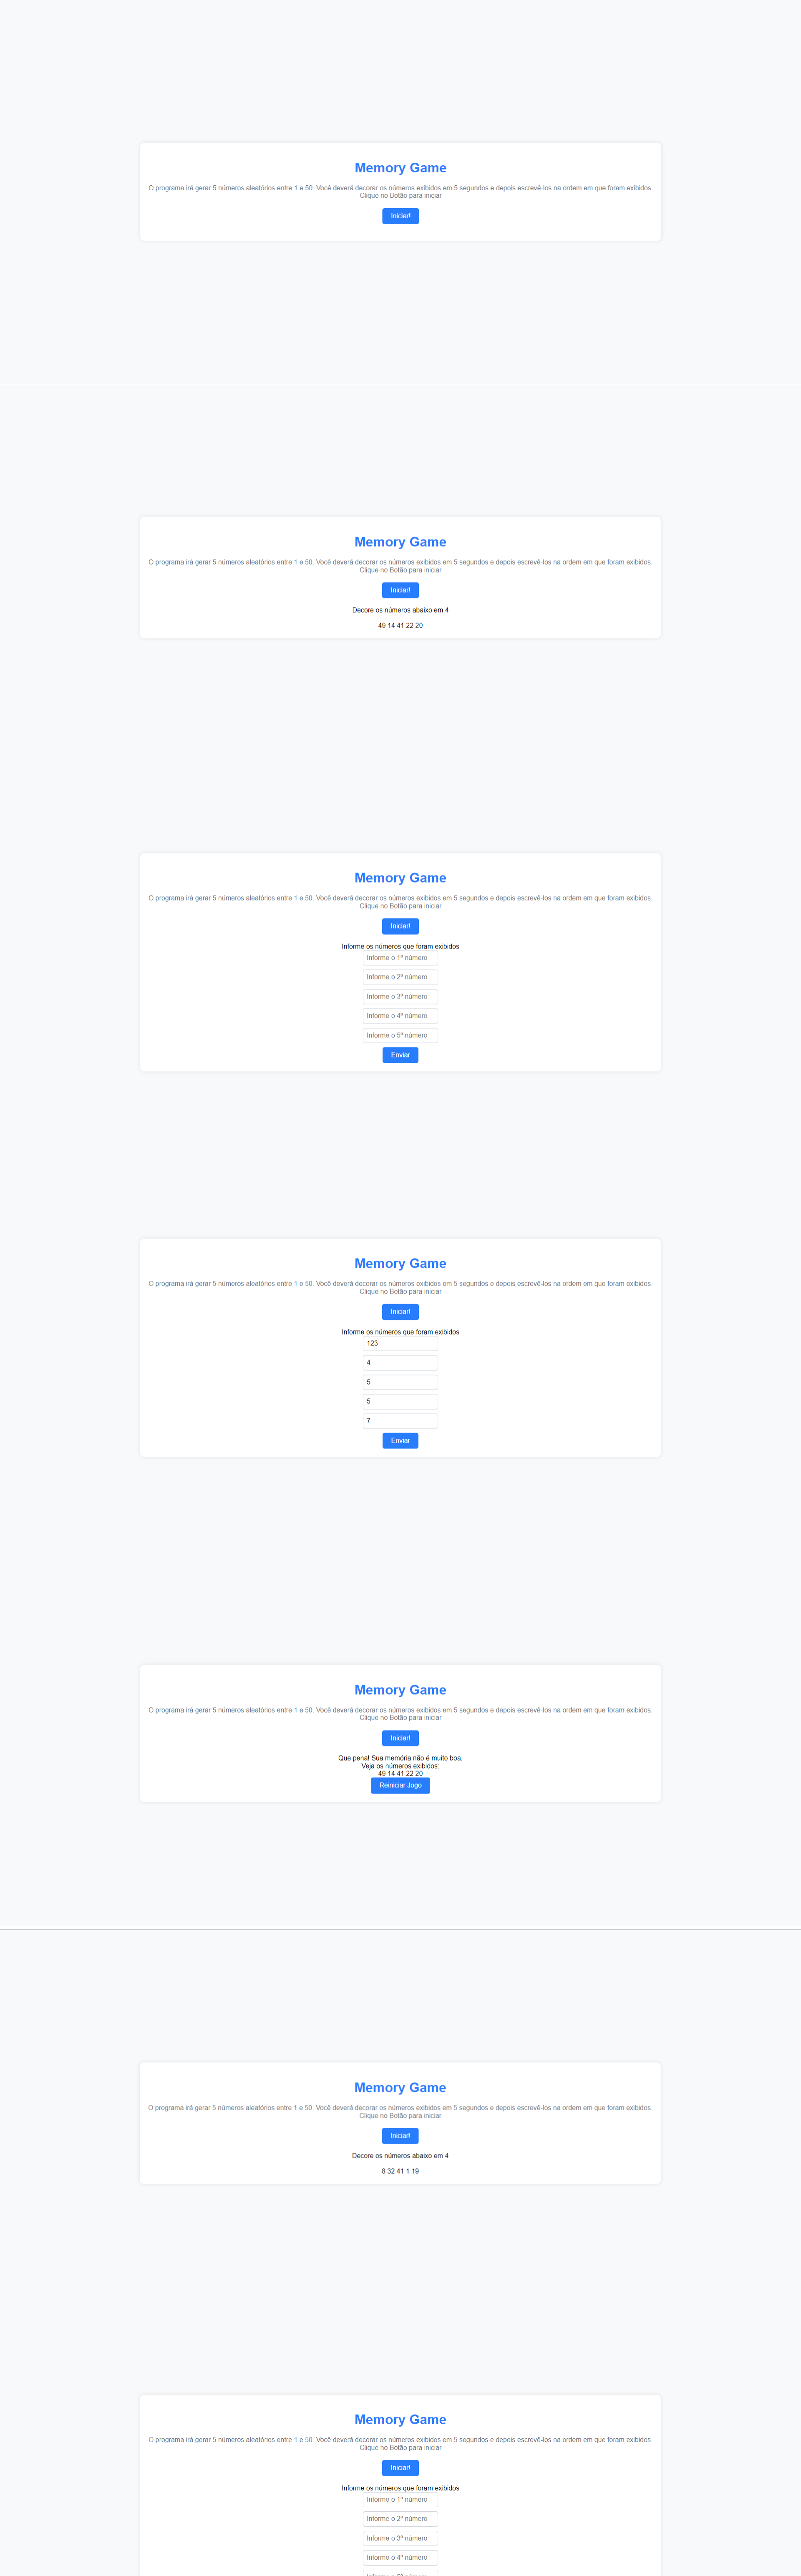 Memory Game
O programa irá gerar 5 números aleatórios entre 1 e 50. Você deverá decorar os números exibidos em 5 segundos e depois escrevê-los na ordem em que foram exibidos.
Clique no Botão para iniciar
Iniciar!
Memory Game
O programa irá gerar 5 números aleatórios entre 1 e 50. Você deverá decorar os números exibidos em 5 segundos e depois escrevê-los na ordem em que foram exibidos.
Clique no Botão para iniciar
Iniciar!
Decore os números abaixo em 4
49 14 41 22 20
Memory Game
O programa irá gerar 5 números aleatórios entre 1 e 50. Você deverá decorar os números exibidos em 5 segundos e depois escrevê-los na ordem em que foram exibidos.
Clique no Botão para iniciar
Iniciar!
Informe os números que foram exibidos
Informe o 1º número
Informe o 2º número
Informe o 3º número
Informe o 4º número
Informe o 5º número
Enviar
Memory Game
O programa irá gerar 5 números aleatórios entre 1 e 50. Você deverá decorar os números exibidos em 5 segundos e depois escrevê-los na ordem em que foram exibidos.
Clique no Botão para iniciar
Iniciar!
Informe os números que foram exibidos
123
4
5
5
7
Enviar
Memory Game
O programa irá gerar 5 números aleatórios entre 1 e 50. Você deverá decorar os números exibidos em 5 segundos e depois escrevê-los na ordem em que foram exibidos.
Clique no Botão para iniciar
Iniciar!
Que pena! Sua memória não é muito boa.
Veja os números exibidos:
49 14 41 22 20
Reiniciar Jogo
Memory Game
O programa irá gerar 5 números aleatórios entre 1 e 50. Você deverá decorar os números exibidos em 5 segundos e depois escrevê-los na ordem em que foram exibidos.
Clique no Botão para iniciar
Iniciar!
Decore os números abaixo em 4
8 32 41 1 19
Memory Game
O programa irá gerar 5 números aleatórios entre 1 e 50. Você deverá decorar os números exibidos em 5 segundos e depois escrevê-los na ordem em que foram exibidos.
Clique no Botão para iniciar
Iniciar!
Informe os números que foram exibidos
Informe o 1º número
Informe o 2º número
Informe o 3º número
Informe o 4º número
Informe o 5º número